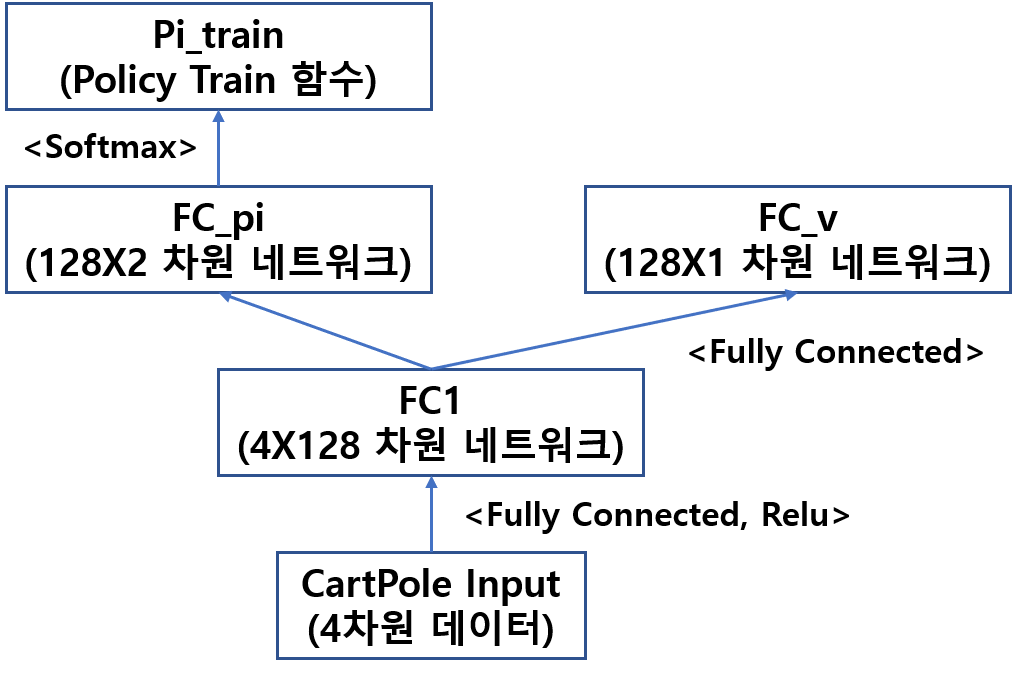 Pi_train
(Policy Train 함수)
<Softmax>
FC_pi
(128X2 차원 네트워크)
FC_v
(128X1 차원 네트워크)
<Fully Connected>
FC1
(4X128 차원 네트워크)
<Fully Connected, Relu>
CartPole Input
(4차원 데이터)